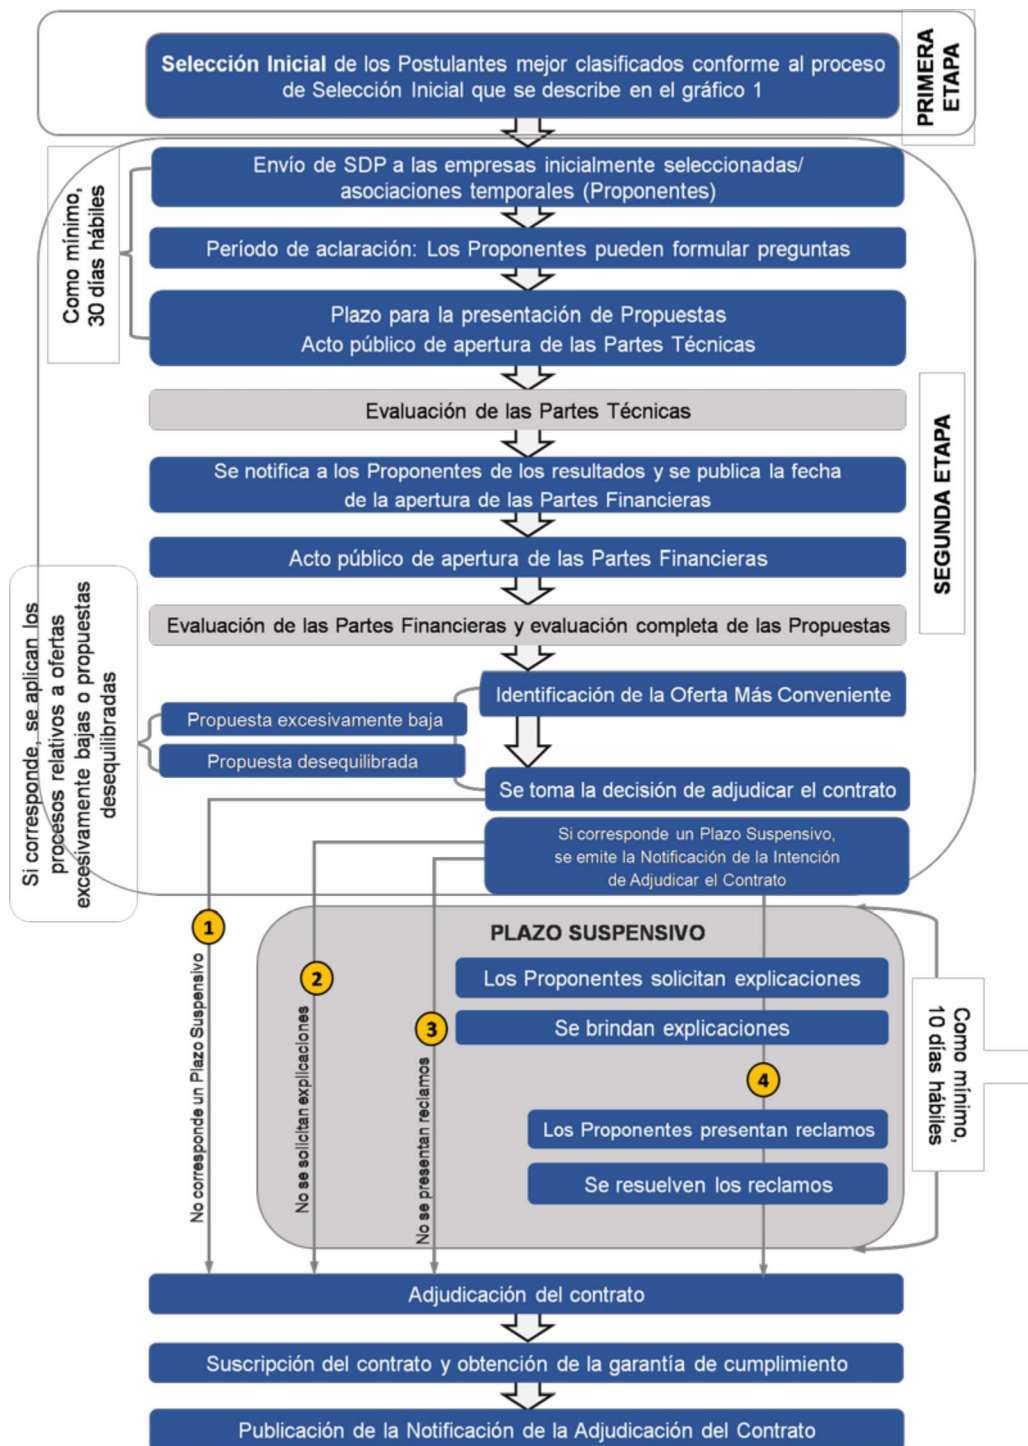 Selección Inicial de los Postulantes mejor clasificados conforme al proceso
de Selección Inicial que se describe en el gráfico 1
PRIMERA
ETAPA
Envío de SDP a las empresas inicialmente seleccionadas/
asociaciones temporales (Proponentes)
Como mínimo,
30 días hábiles
Período de aclaración: Los Proponentes pueden formular preguntas
Plazo para la presentación de Propuestas
Acto público de apertura de las Partes Técnicas
Evaluación de las Partes Técnicas
SEGUNDA ETAPA
Se notifica a los Proponentes de los resultados y se publica la fecha
de la apertura de las Partes Financieras
Acto público de apertura de las Partes Financieras
Evaluación de las Partes Financieras y evaluación completa de las Propuestas
Si corresponde, se aplican los
procesos relativos a ofertas
excesivamente bajas o propuestas
desequilibradas
Identificación de la Oferta Más Conveniente
Propuesta excesivamente baja
Propuesta desequilibrada
Se toma la decisión de adjudicar el contrato
Si corresponde un Plazo Suspensivo,
se emite la Notificación de la Intención
de Adjudicar el Contrato
PLAZO SUSPENSIVO
1
No corresponde un Plazo Suspensivo
2
No se solicitan explicaciones
3
No se presentan reclamos
Los Proponentes solicitan explicaciones
Se brindan explicaciones
4
Los Proponentes presentan reclamos
Se resuelven los reclamos
Como mínimo,
10 días hábiles
Adjudicación del contrato
Suscripción del contrato y obtención de la garantía de cumplimiento
Publicación de la Notificación de la Adjudicación del Contrato